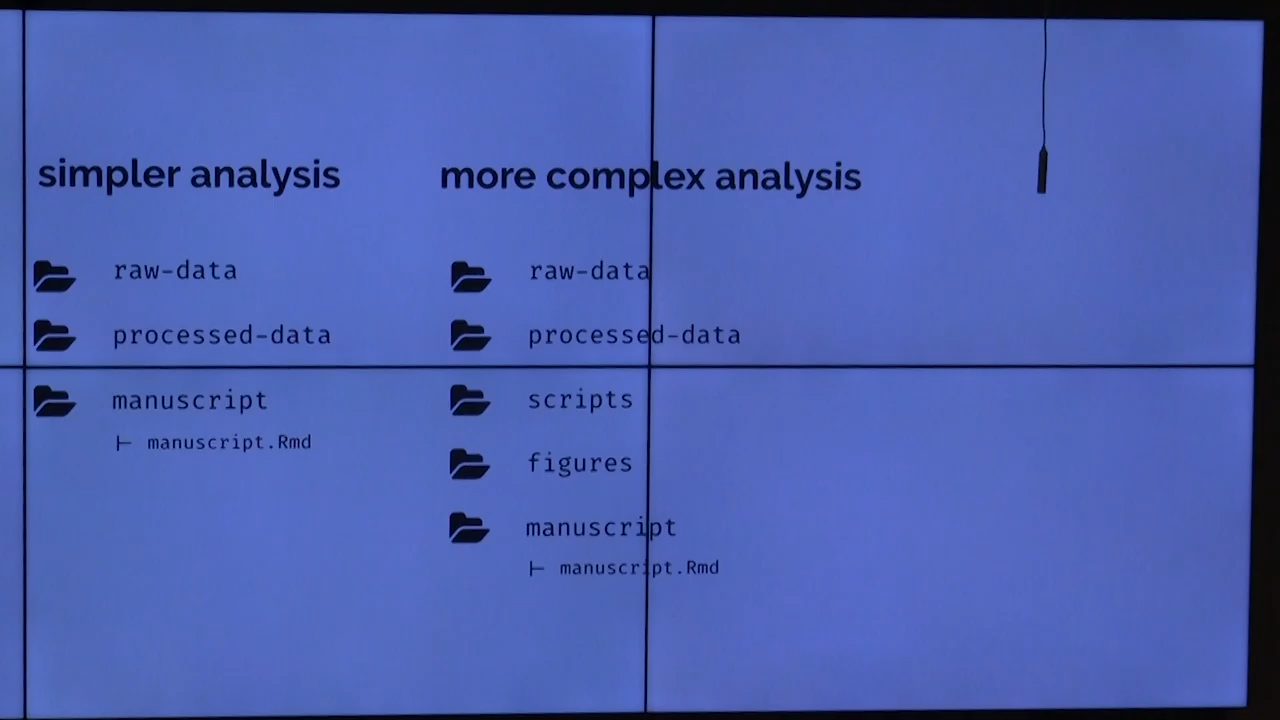 simpler analysis
raw-data
processed-data
manuscript
manuscript.Rmd
more complex analysis
raw-data
processed-data
scripts
figures
manuscript
manuscript.Rmd